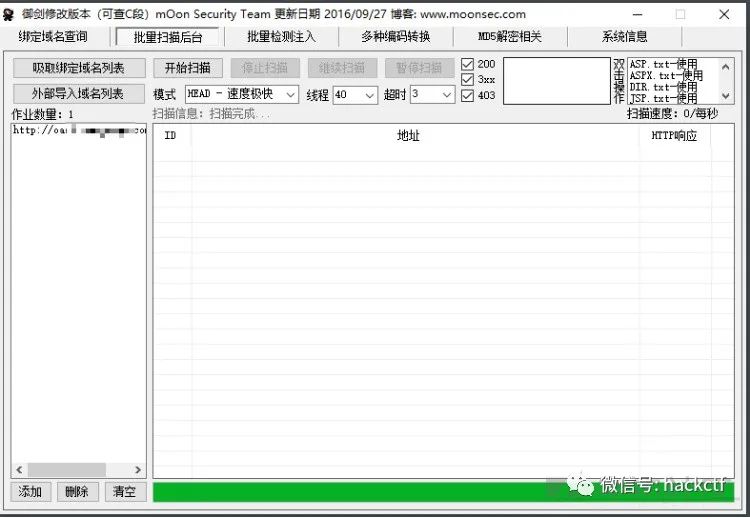 御剑修改版本（可查C段）mOon Security Team 更新日期 2016/09/27 博客: www.moonsec.com
绑定域名查询 批量扫描后台 批量检测注入 多种编码转换 MD5解密相关 系统信息
吸取绑定域名列表 开始扫描 停止扫描 继续扫描 暂停扫描
外部导入域名列表
200
3xx
403
模式 HEAD - 速度极快 线程 40 超时 3
双击操作
ASP.txt-使用
ASPX.txt-使用
DIR.txt-使用
JSP.txt-使用
作业数量: 1 扫描信息: 扫描完成... 扫描速度: 0/每秒
ID 地址 HTTP响应
添加 删除 清空
微信号: hackctf